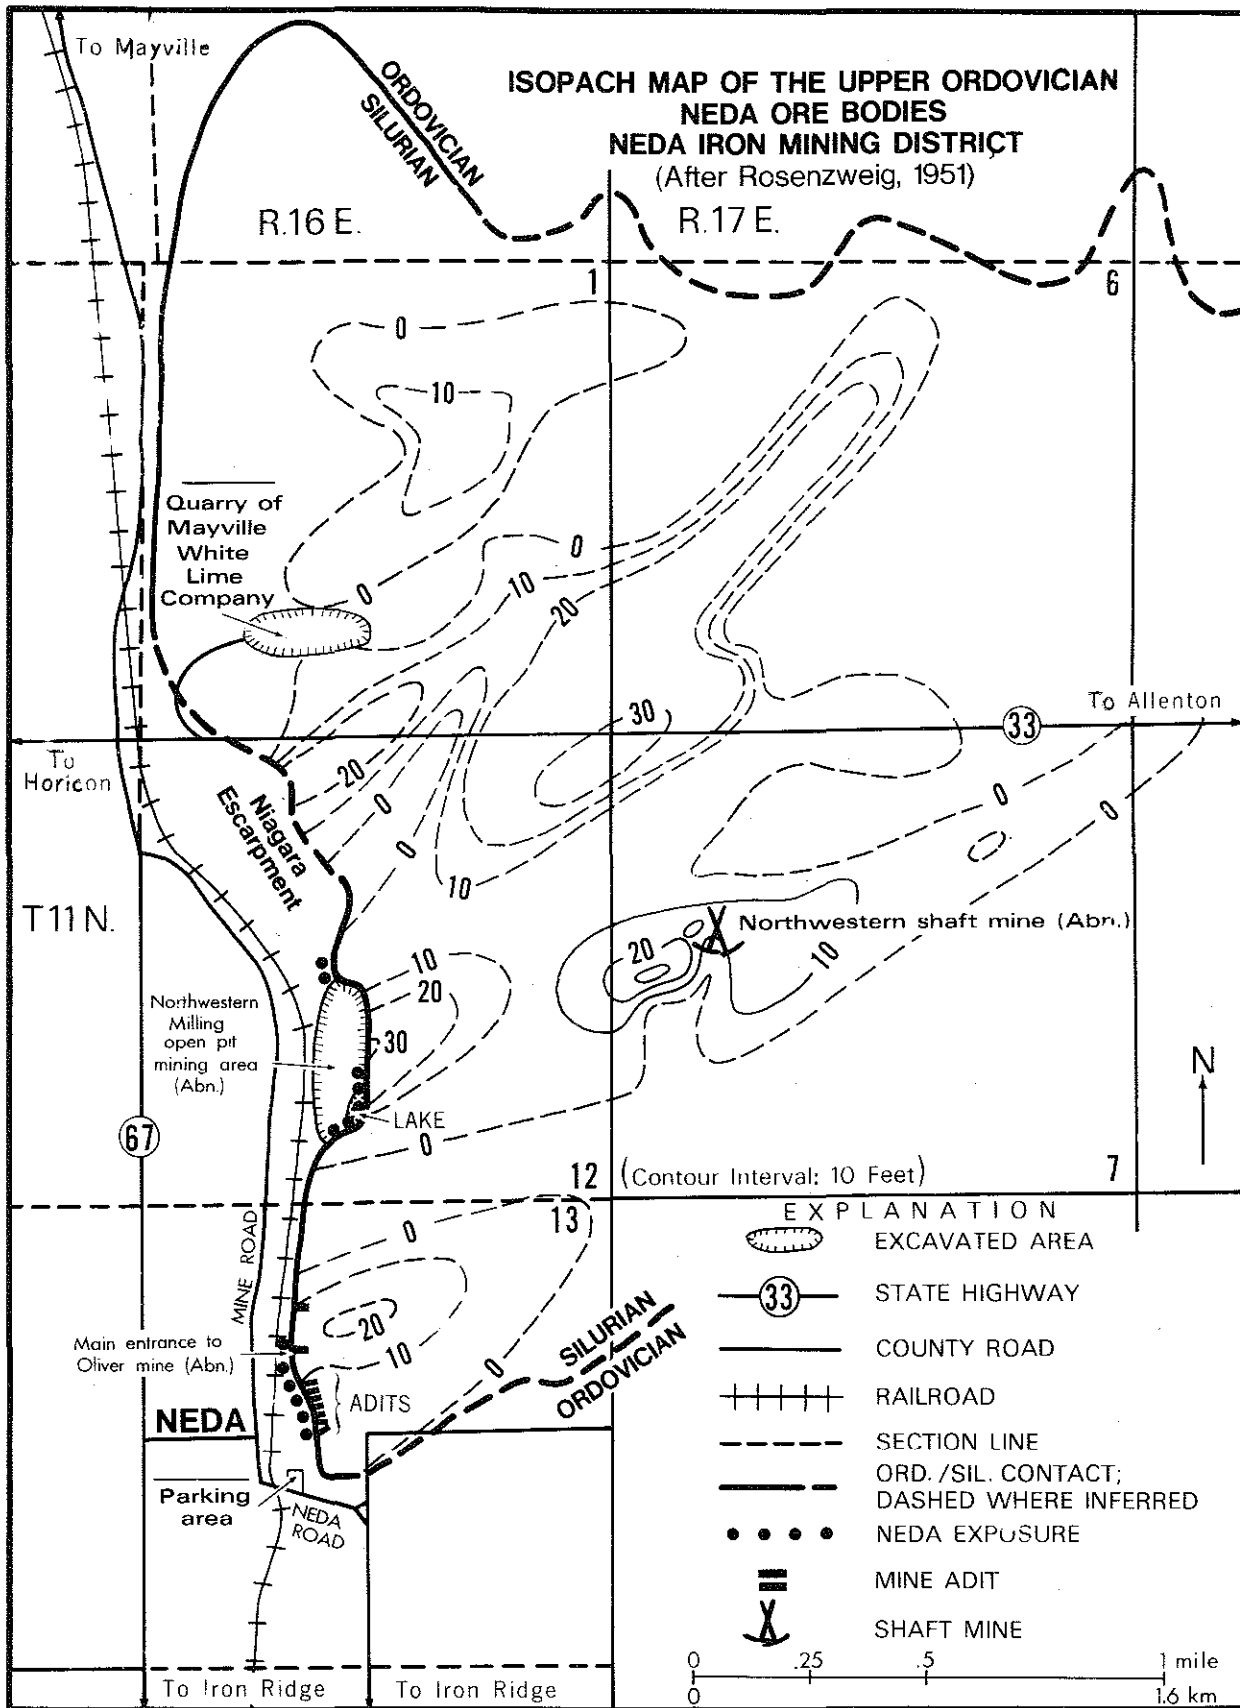 To Mayville
ORDOVICIAN
SILURIAN
ISOPACH MAP OF THE UPPER ORDOVICIAN
NEDA ORE BODIES
NEDA IRON MINING DISTRICT
(After Rosenzweig, 1951)
R.16 E.
R.17 E.
1
6
0
10
Quarry of
Mayville
White
Lime
Company
0
0
10
20
30
To Allenton
33
To
Horicon
20
0
0
10
0
0
Niagara
Escarpment
T11N.
Northwestern shaft mine (Abn.)
20
10
10
20
30
Northwestern
Milling
open pit
mining area
(Abn.)
LAKE
67
0
N
12
(Contour Interval: 10 Feet)
7
13
0
MINE ROAD
20
10
0
Main entrance to
Oliver mine (Abn.)
ADITS
SILURIAN
ORDOVICIAN
NEDA
Parking
area
NEDA
ROAD
To Iron Ridge
To Iron Ridge
EXPLANATION
EXCAVATED AREA
33
STATE HIGHWAY
COUNTY ROAD
RAILROAD
SECTION LINE
ORD./SIL. CONTACT;
DASHED WHERE INFERRED
NEDA EXPOSURE
MINE ADIT
SHAFT MINE
0 .25 .5 1 mile
0 1.6 km